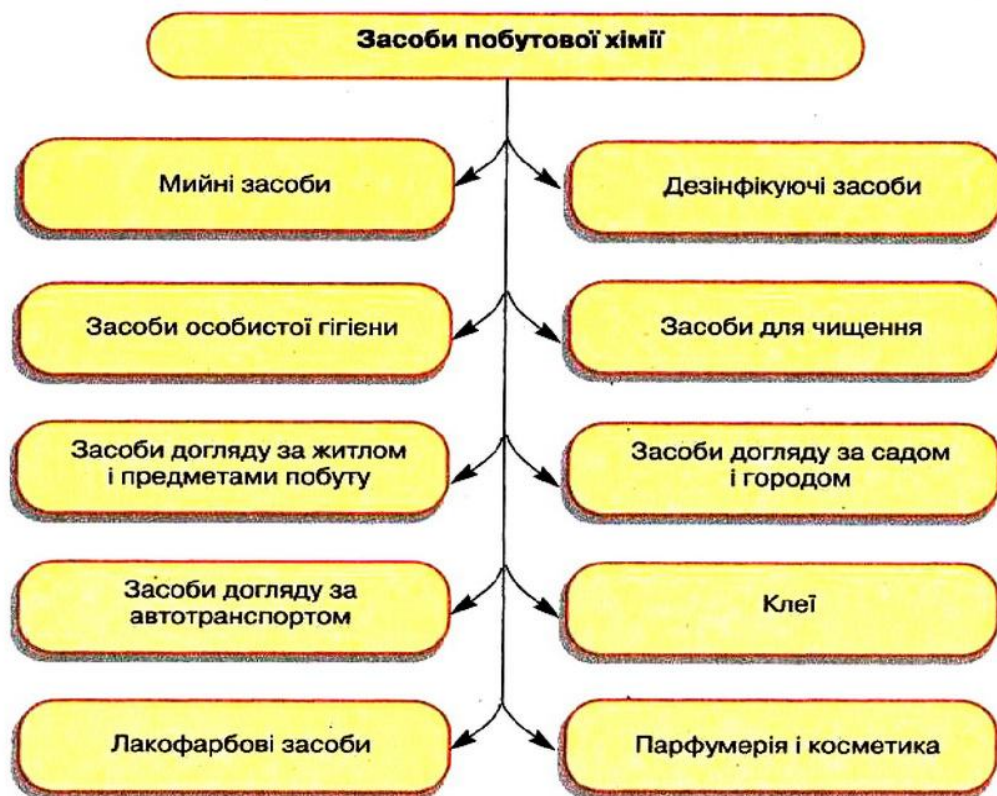 Засоби побутової хімії
Мийні засоби
Дезінфікуючі засоби
Засоби особистої гігієни
Засоби для чищення
Засоби догляду за житлом
і предметами побуту
Засоби догляду за садом
і городом
Засоби догляду за
автотранспортом
Клеї
Лакофарбові засоби
Парфумерія і косметика